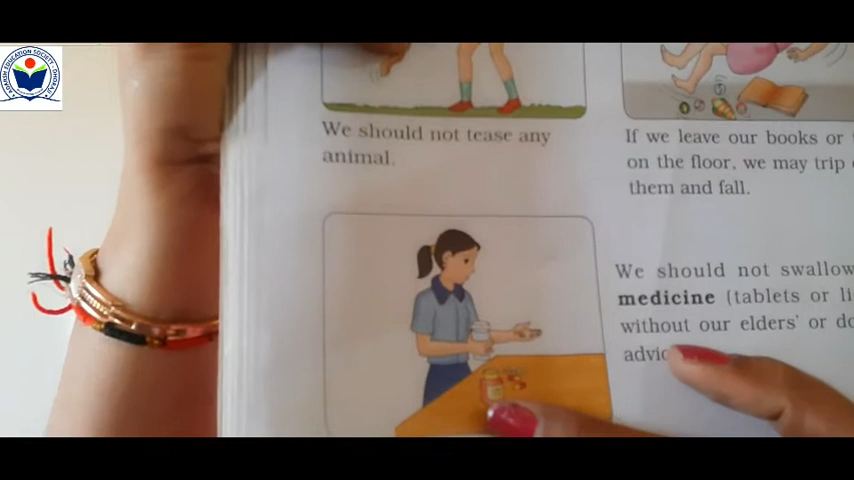 We should not tease any
animal.
If we leave our books or
on the floor, we may trip
them and fall.
We should not swallow
medicine (tablets or
without our elders' or